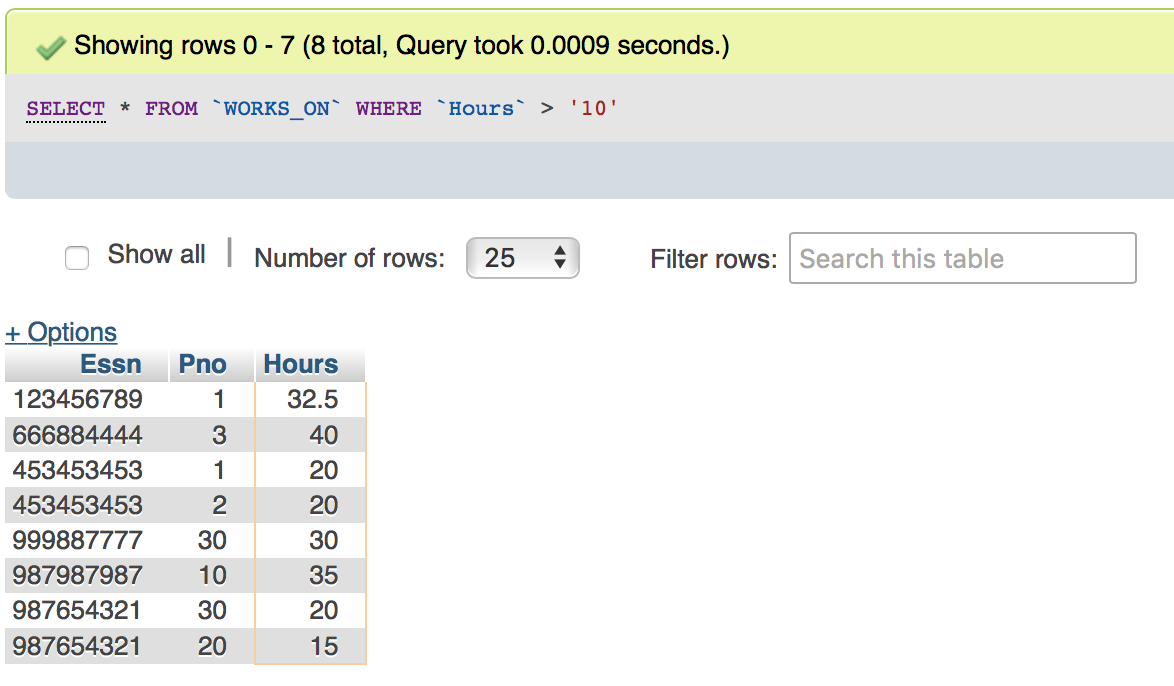 Showing rows 0 - 7 (8 total, Query took 0.0009 seconds.)
SELECT * FROM `WORKS_ON` WHERE `Hours` > '10'
Show all | Number of rows: 25 Filter rows: Search this table
+ Options
Essn Pno Hours
123456789 1 32.5
666884444 3 40
453453453 1 20
453453453 2 20
999887777 30 30
987987987 10 35
987654321 30 20
987654321 20 15